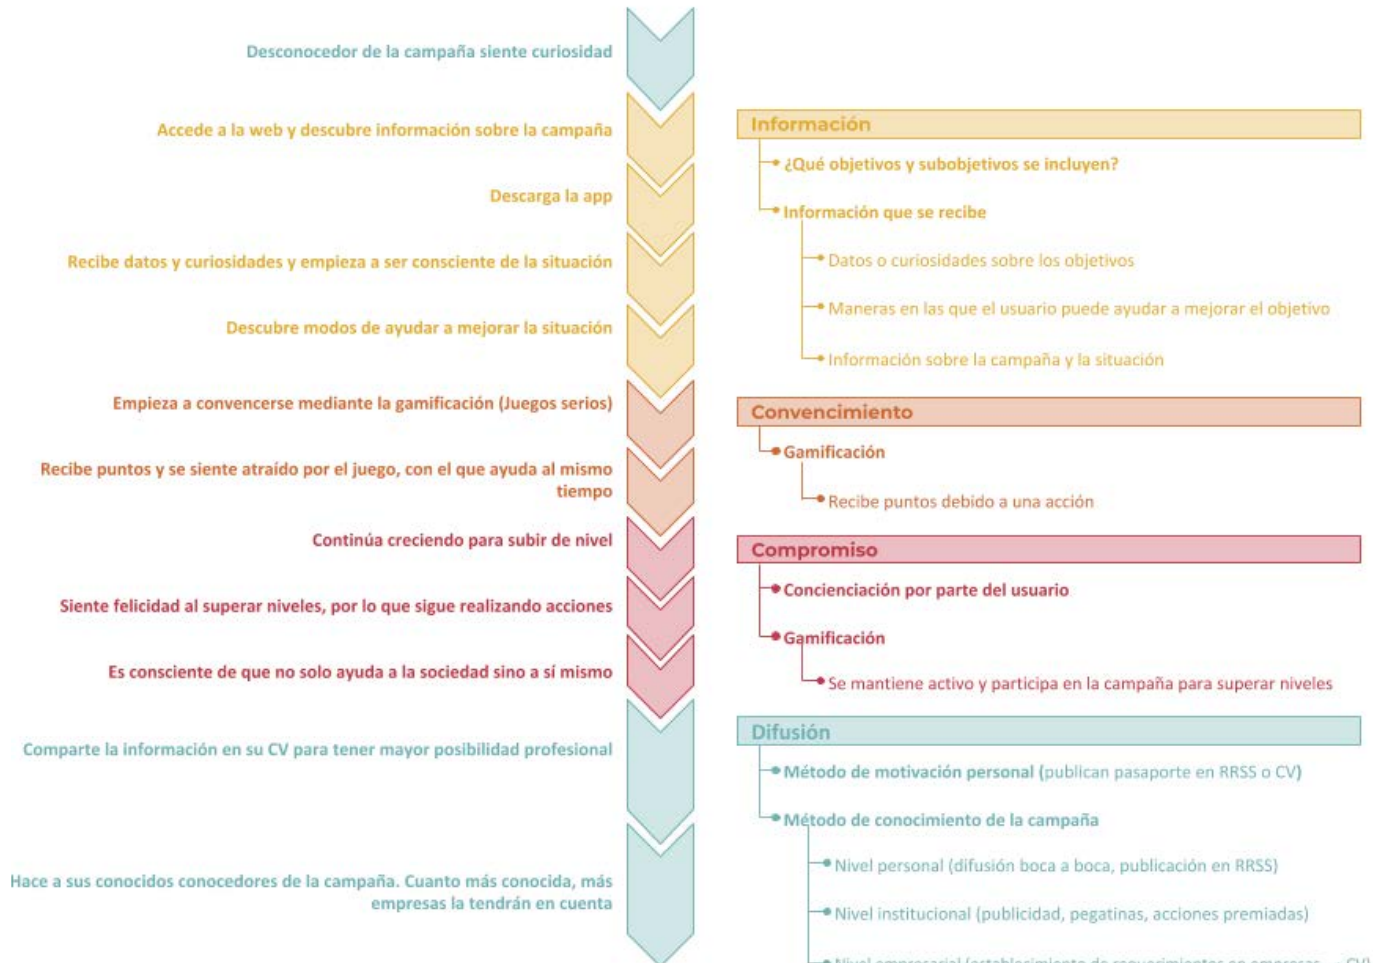 Desconocedor de la campaña siente curiosidad
Accede a la web y descubre información sobre la campaña
Descarga la app
Recibe datos y curiosidades y empieza a ser consciente de la situación
Descubre modos de ayudar a mejorar la situación
Empieza a convencerse mediante la gamificación (Juegos serios)
Recibe puntos y se siente atraído por el juego, con el que ayuda al mismo
tiempo
Continúa creciendo para subir de nivel
Siente felicidad al superar niveles, por lo que sigue realizando acciones
Es consciente de que no solo ayuda a la sociedad sino a sí mismo
Comparte la información en su CV para tener mayor posibilidad profesional
Hace a sus conocidos conocedores de la campaña. Cuanto más conocida, más
empresas la tendrán en cuenta
Información
¿Qué objetivos y subobjetivos se incluyen?
Información que se recibe
Datos o curiosidades sobre los objetivos
Maneras en las que el usuario puede ayudar a mejorar el objetivo
Información sobre la campaña y la situación
Convencimiento
Gamificación
Recibe puntos debido a una acción
Compromiso
Concienciación por parte del usuario
Gamificación
Se mantiene activo y participa en la campaña para superar niveles
Difusión
Método de motivación personal (publican pasaporte en RRSS o CV)
Método de conocimiento de la campaña
Nivel personal (difusión boca a boca, publicación en RRSS)
Nivel institucional (publicidad, pegatinas, acciones premiadas)
Nivel empresarial (establecimiento de requerimientos en empresas CV)